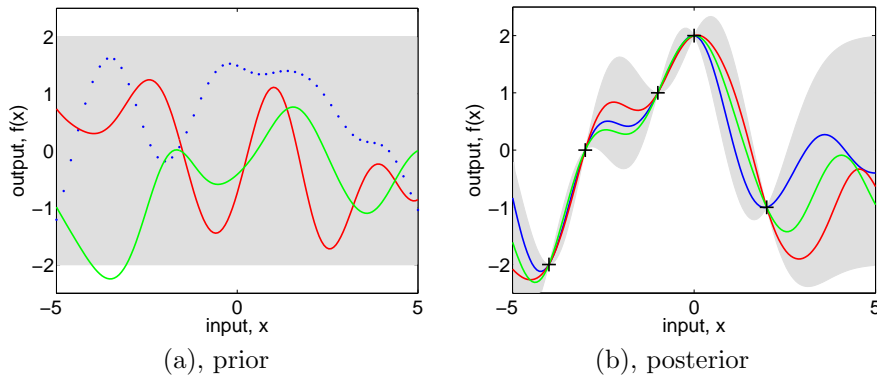 2
1
0
−1
−2
output, f(x)
−5
0
5
input, x
(a), prior
2
1
0
−1
−2
output, f(x)
−5
0
5
input, x
(b), posterior